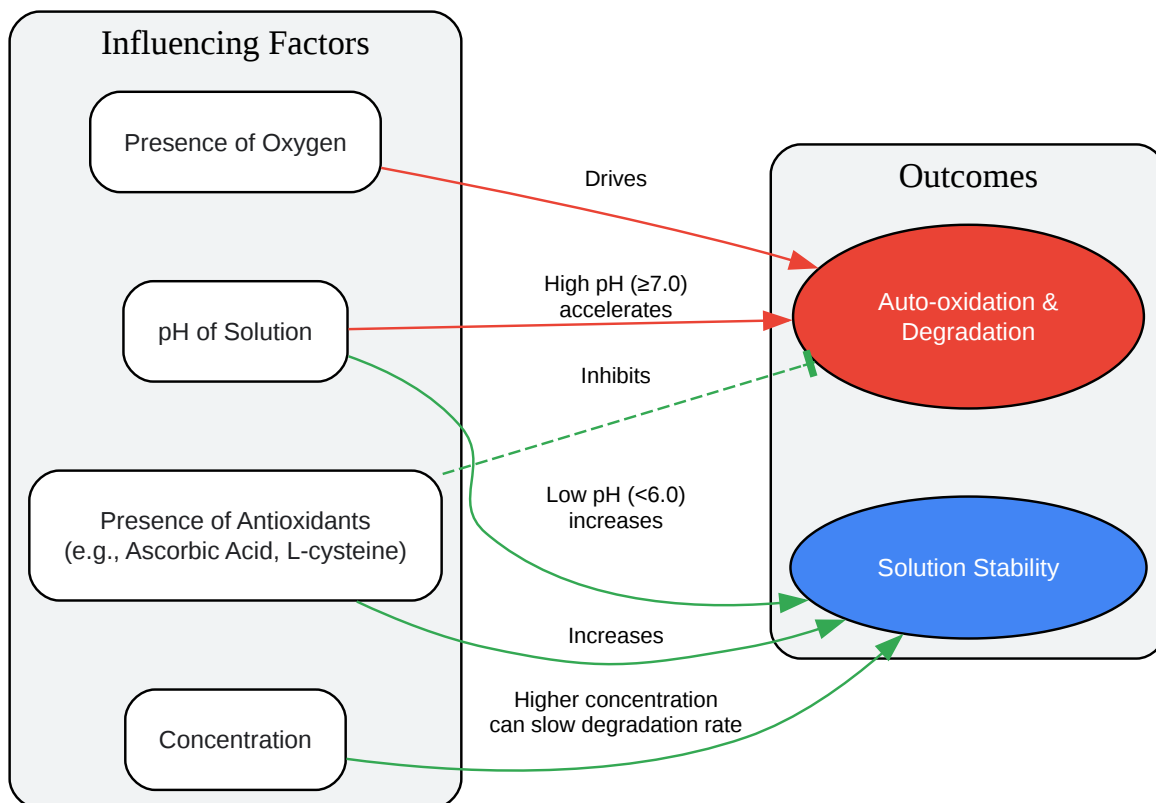 Influencing Factors
Presence of Oxygen
Drives
Outcomes
pH of Solution
High pH (≥7.0)
accelerates
Auto-oxidation &
Degradation
Inhibits
Presence of Antioxidants
(e.g., Ascorbic Acid, L-cysteine)
Low pH (<6.0)
increases
Solution Stability
Increases
Concentration
Higher concentration
can slow degradation rate